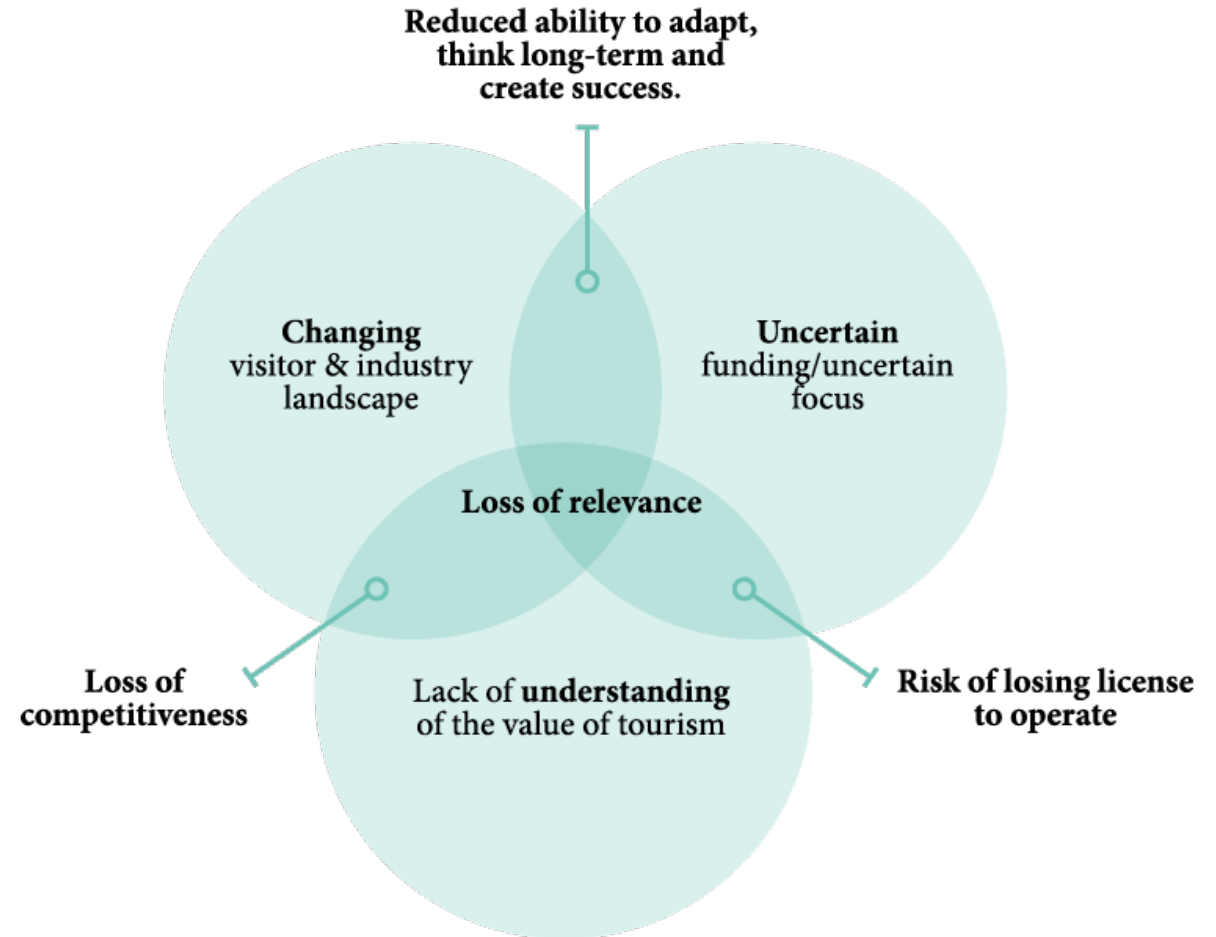 Reduced ability to adapt,
think long-term and
create success.
Changing
visitor & industry
landscape
Uncertain
funding/uncertain
focus
Loss of relevance
Loss of
competitiveness
Lack of understanding
of the value of tourism
Risk of losing license
to operate